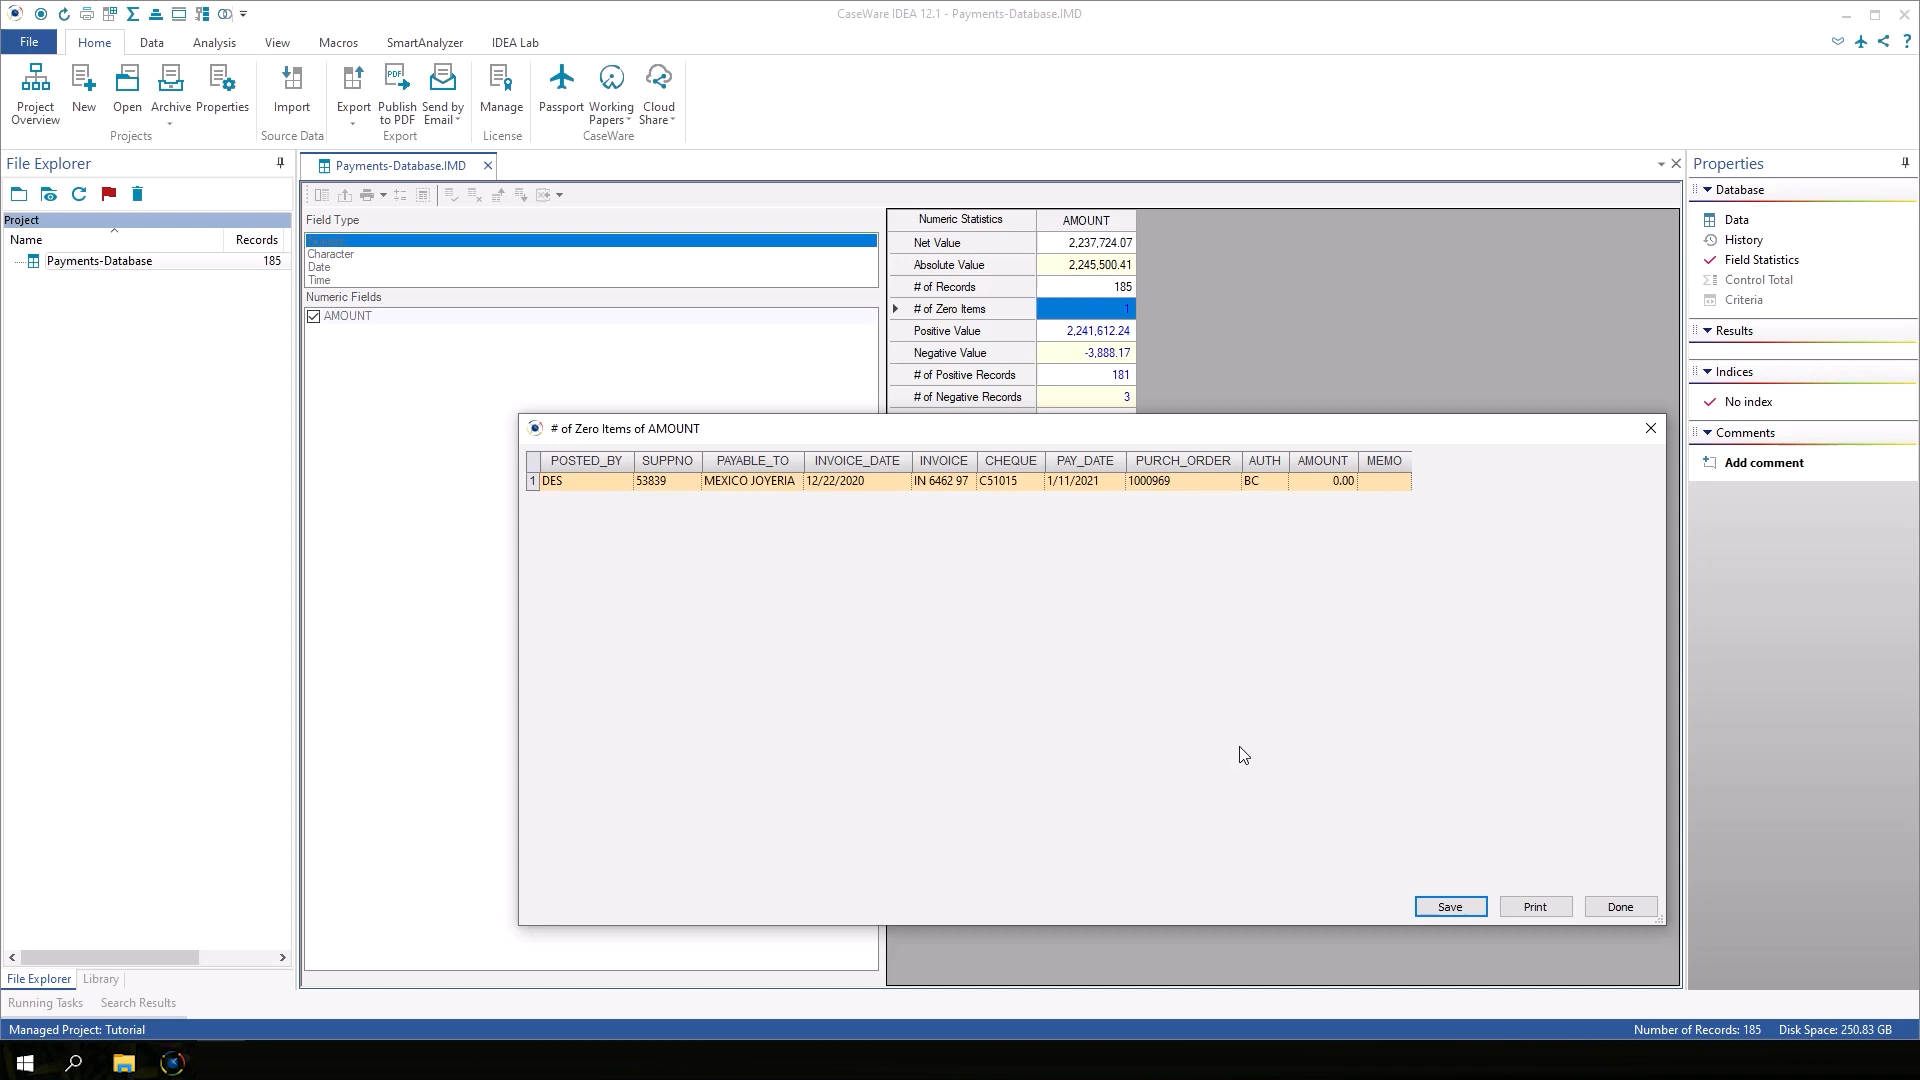 CaseWare IDEA 12.1 - Payments-Database.IMD
File Home Data Analysis View Macros SmartAnalyzer IDEA Lab
Project Overview New Open Archive Properties Import Export Publish to PDF Send by Email Manage Passport Working Papers Cloud Share
Projects Source Data Export License CaseWare
File Explorer
Project
Name Records
Payments-Database 185
Payments-Database.IMD
Field Type
Character
Date
Time
Numeric Fields
AMOUNT
Numeric Statistics AMOUNT
Net Value 2,237,724.07
Absolute Value 2,245,500.41
# of Records 185
# of Zero Items 1
Positive Value 2,241,612.24
Negative Value -3,888.17
# of Positive Records 181
# of Negative Records 3
# of Zero Items of AMOUNT
POSTED_BY SUPPNO PAYABLE_TO INVOICE_DATE INVOICE CHEQUE PAY_DATE PURCH_ORDER AUTH AMOUNT MEMO
1 DES 53839 MEXICO JOYERIA 12/22/2020 IN 6462 97 C51015 1/11/2021 1000969 BC 0.00
Save Print Done
Properties
Database
Data
History
Field Statistics
Control Total
Criteria
Results
Indices
No index
Comments
Add comment
File Explorer Library
Running Tasks Search Results
Managed Project: Tutorial Number of Records: 185 Disk Space: 250.83 GB